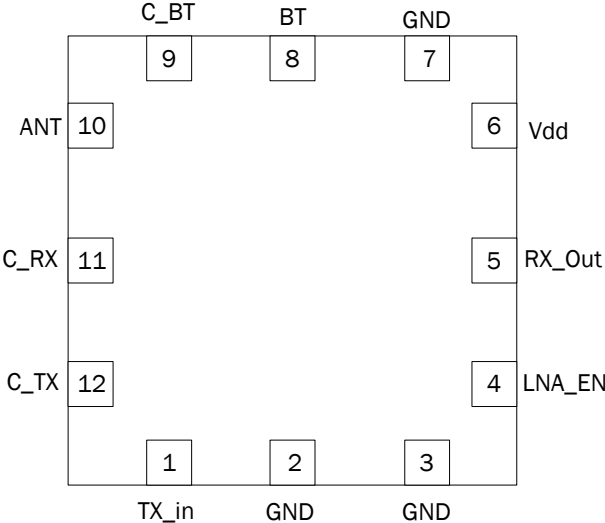 C_BT BT GND
9 8 7
ANT 10 6 Vdd
C_RX 11 5 RX_Out
C_TX 12 4 LNA_EN
1 2 3
TX_in GND GND